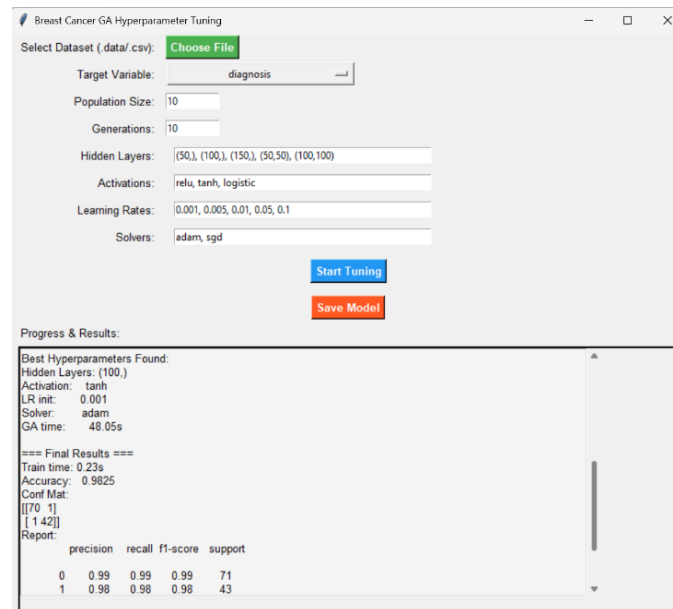 Breast Cancer GA Hyperparameter Tuning
Select Dataset (.data/.csv): Choose File
Target Variable: diagnosis
Population Size: 10
Generations: 10
Hidden Layers: (50,), (100,), (150,), (50,50), (100,100)
Activations: relu, tanh, logistic
Learning Rates: 0.001, 0.005, 0.01, 0.05, 0.1
Solvers: adam, sgd
Start Tuning
Save Model
Progress & Results:
Best Hyperparameters Found:
Hidden Layers: (100,)
Activation: tanh
LR init: 0.001
Solver: adam
GA time: 48.05s
=== Final Results ===
Train time: 0.23s
Accuracy: 0.9825
Conf Mat:
[[70 1]
[ 1 42]]
Report:
precision recall f1-score support
0 0.99 0.99 0.99 71
1 0.98 0.98 0.98 43